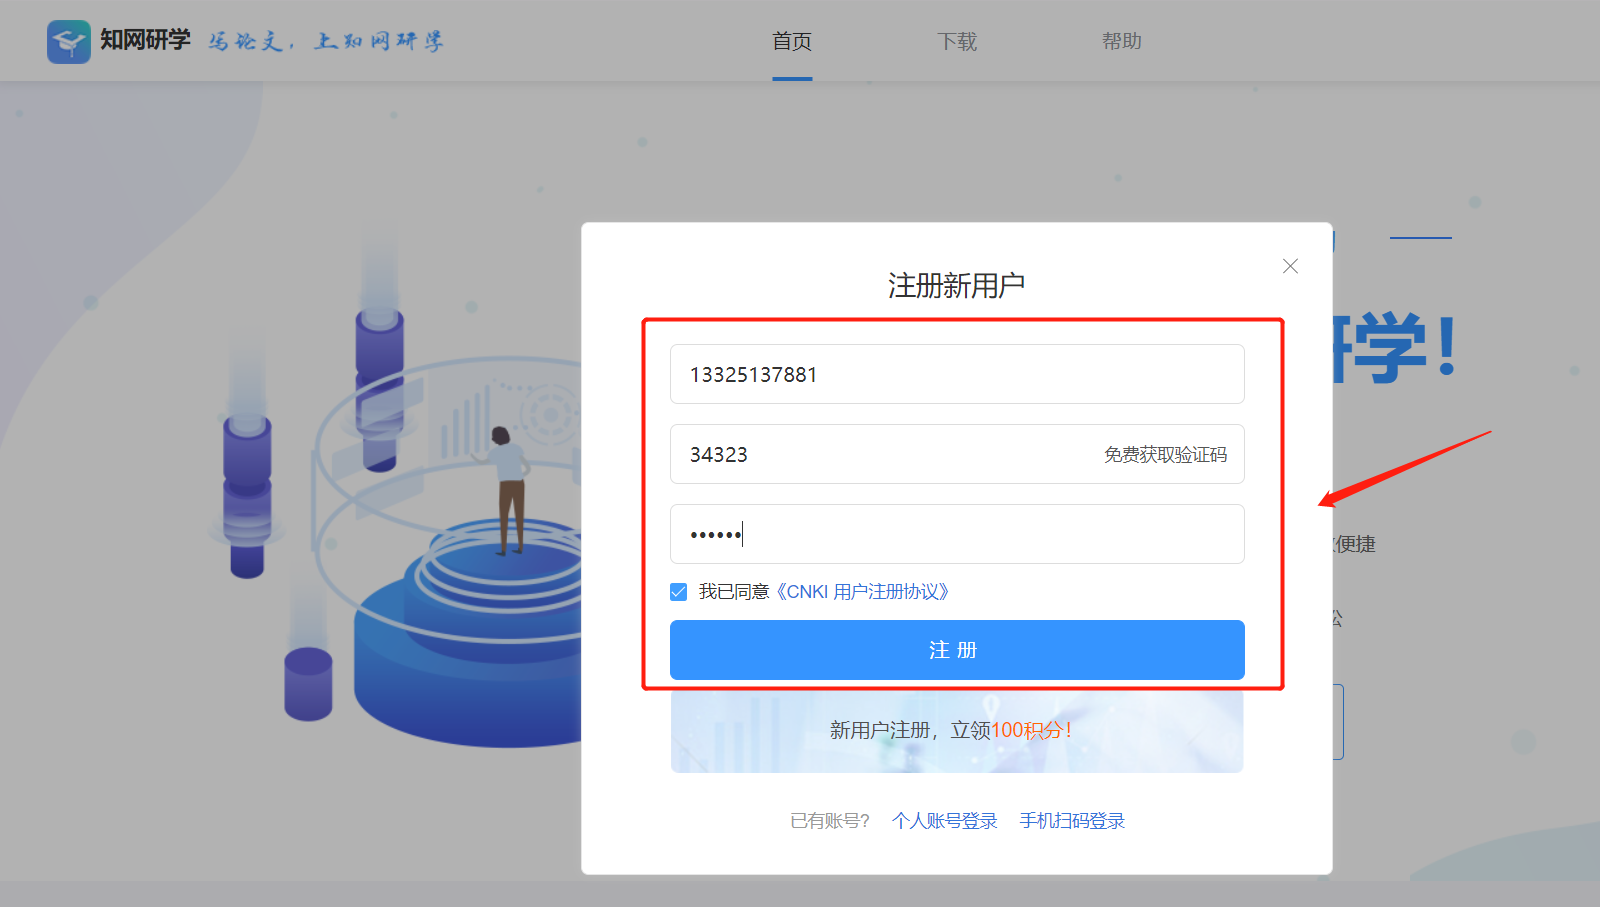 知网研学 写论文，上知网研学
首页 下载 帮助
注册新用户
研学！
13325137881
34323 免费获取验证码
••••••
便捷
我已同意《CNKI 用户注册协议》
松
注 册
新用户注册，立领100积分！
已有账号? 个人账号登录 手机扫码登录